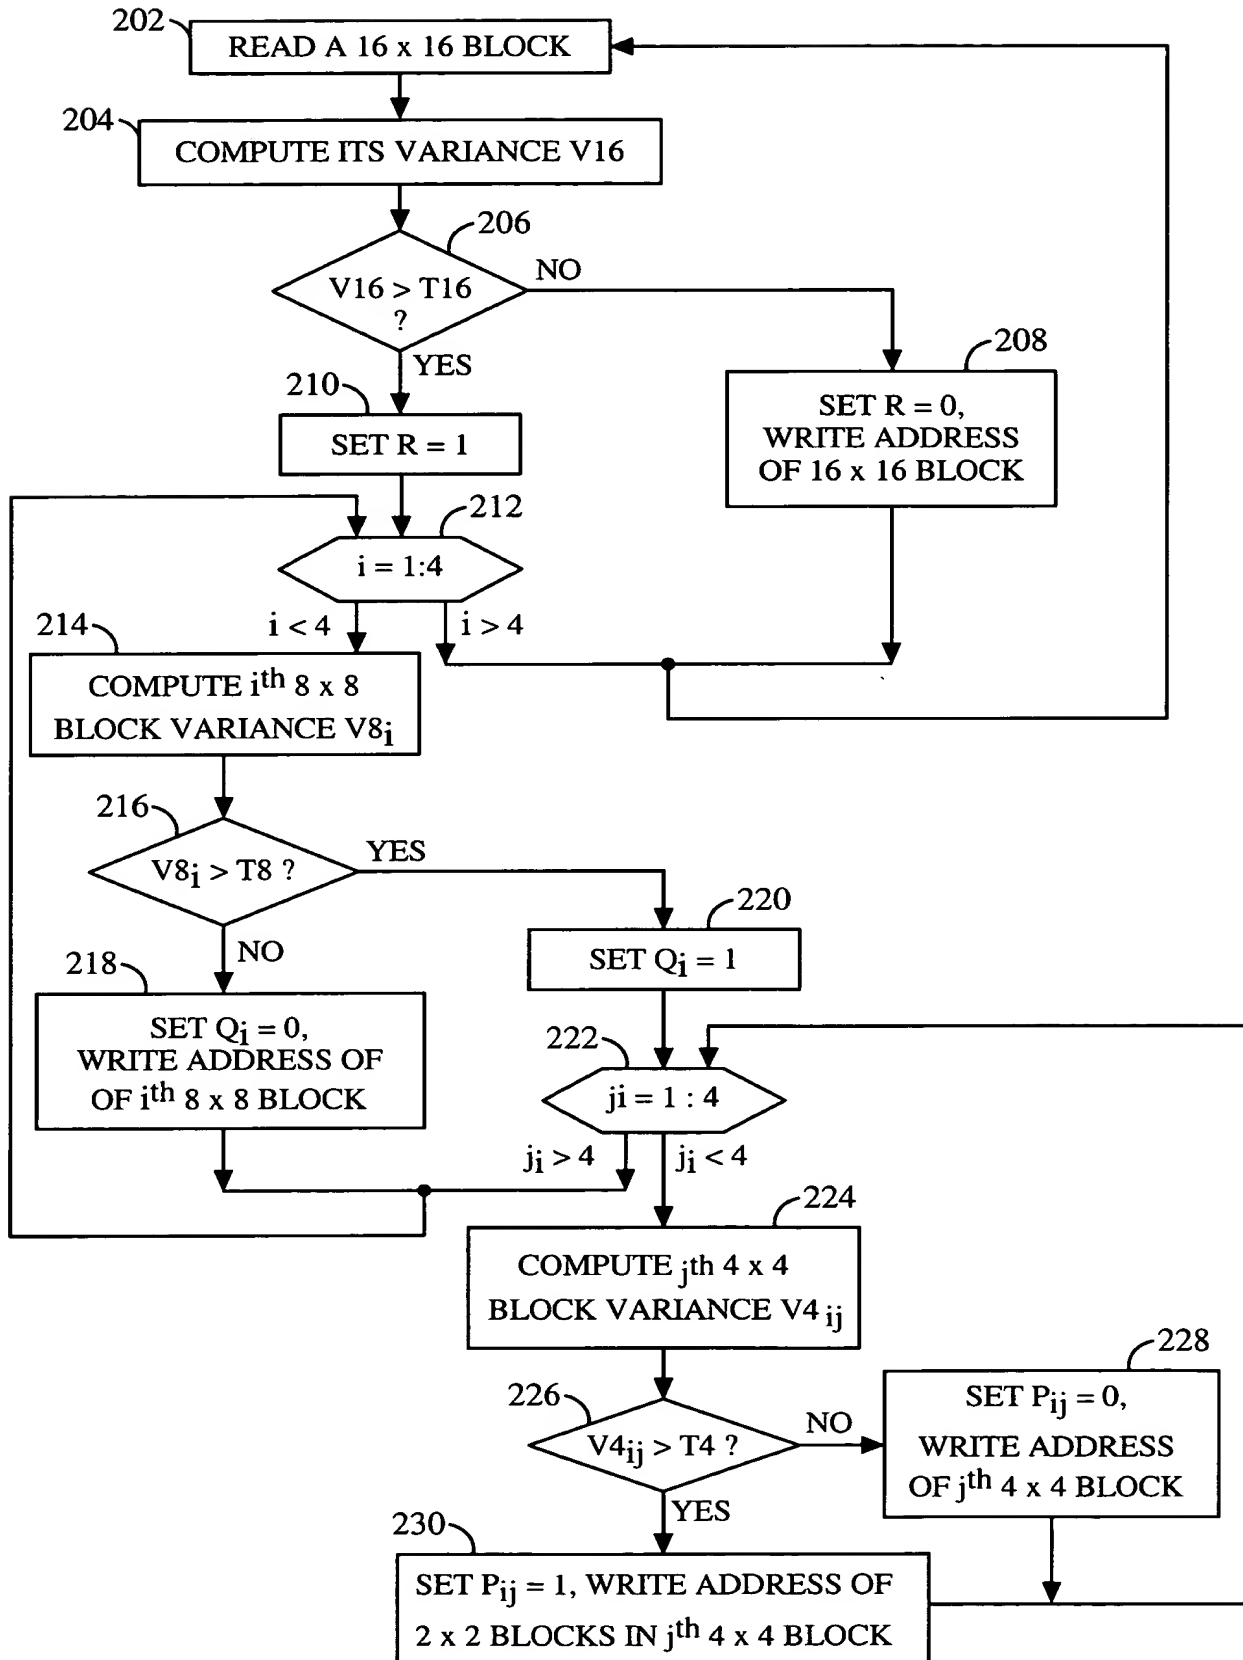 202
READ A 16 x 16 BLOCK
204
COMPUTE ITS VARIANCE V16
206
V16 > T16
?
NO
YES
208
SET R = 0,
WRITE ADDRESS
OF 16 x 16 BLOCK
210
SET R = 1
212
i = 1:4
i < 4
i > 4
214
COMPUTE ith 8 x 8
BLOCK VARIANCE V8i
216
V8i > T8 ?
YES
NO
218
SET Qi = 0,
WRITE ADDRESS OF
OF ith 8 x 8 BLOCK
220
SET Qi = 1
222
ji = 1 : 4
ji > 4
ji < 4
224
COMPUTE jth 4 x 4
BLOCK VARIANCE V4 ij
226
V4ij > T4 ?
NO
YES
228
SET Pij = 0,
WRITE ADDRESS
OF jth 4 x 4 BLOCK
230
SET Pij = 1, WRITE ADDRESS OF
2 x 2 BLOCKS IN jth 4 x 4 BLOCK